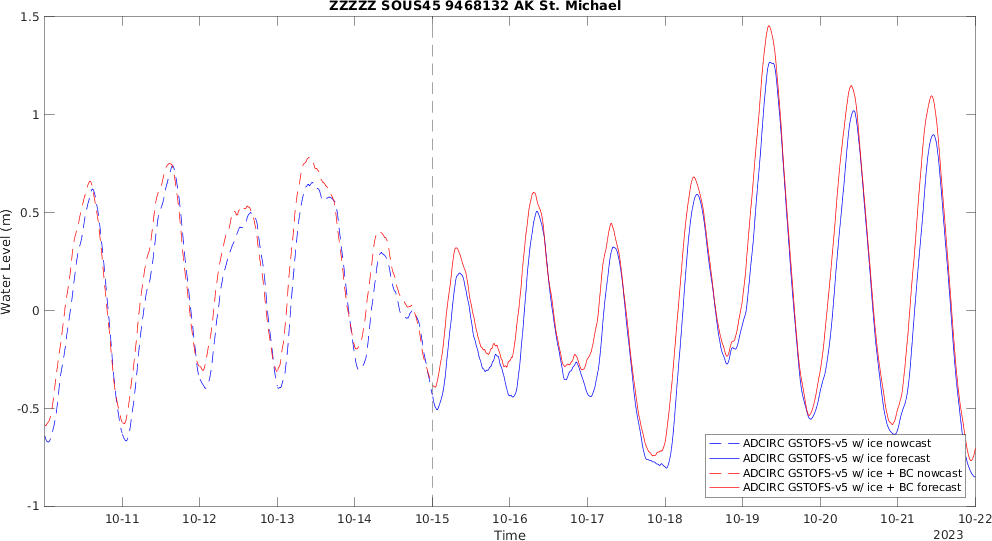 ZZZZZ SOUS45 9468132 AK St. Michael
1.5
1
0.5
0
-0.5
-1
Water Level (m)
ADCIRC GSTOFS-v5 w/ ice nowcast
ADCIRC GSTOFS-v5 w/ ice forecast
ADCIRC GSTOFS-v5 w/ ice + BC nowcast
ADCIRC GSTOFS-v5 w/ ice + BC forecast
10-11 10-12 10-13 10-14 10-15 10-16 10-17 10-18 10-19 10-20 10-21 10-22
Time
2023